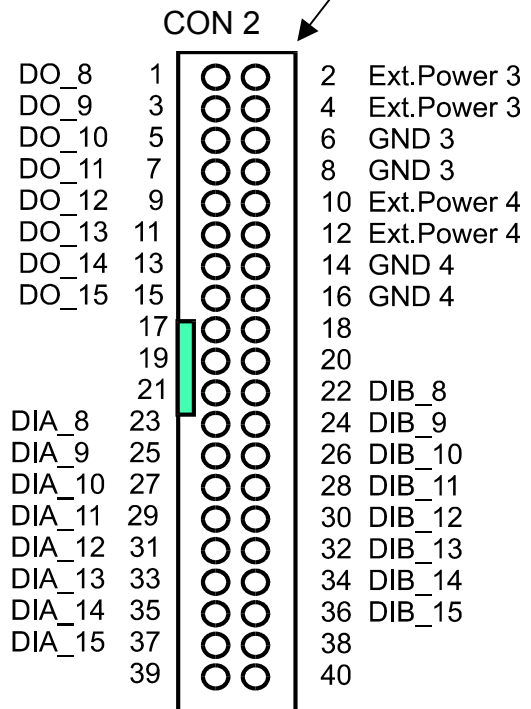 CON 2
DO_8 1 2 Ext.Power 3
DO_9 3 4 Ext.Power 3
DO_10 5 6 GND 3
DO_11 7 8 GND 3
DO_12 9 10 Ext.Power 4
DO_13 11 12 Ext.Power 4
DO_14 13 14 GND 4
DO_15 15 16 GND 4
17 18
19 20
21 22 DIB_8
DIA_8 23 24 DIB_9
DIA_9 25 26 DIB_10
DIA_10 27 28 DIB_11
DIA_11 29 30 DIB_12
DIA_12 31 32 DIB_13
DIA_13 33 34 DIB_14
DIA_14 35 36 DIB_15
DIA_15 37 38
39 40